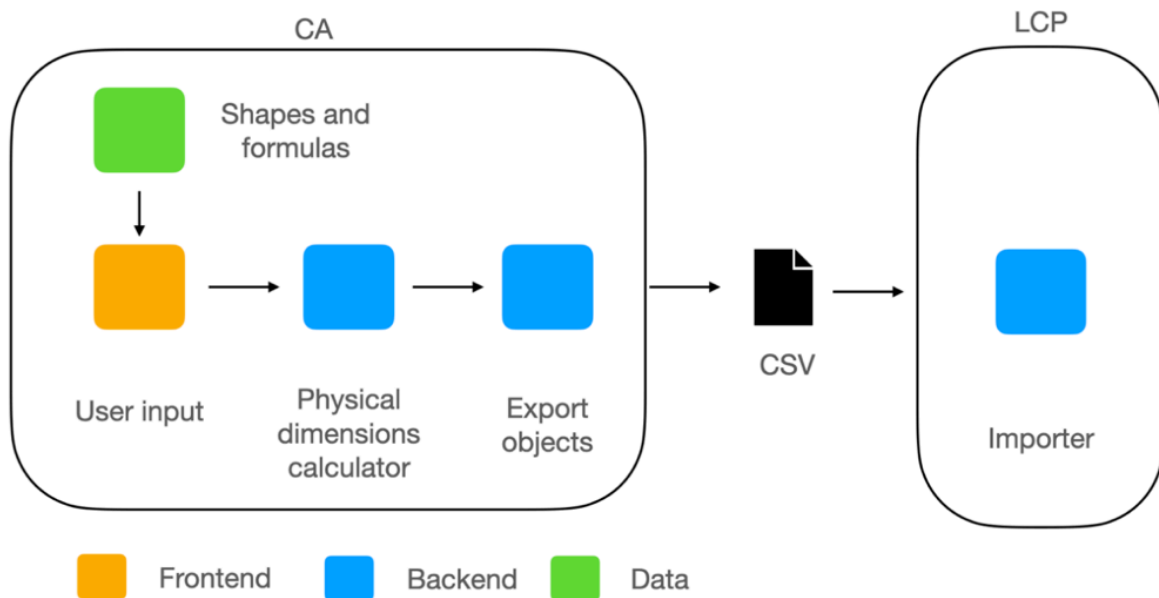 CA
LCP
Shapes and
formulas
User input
Physical
dimensions
calculator
Export
objects
CSV
Importer
Frontend
Backend
Data